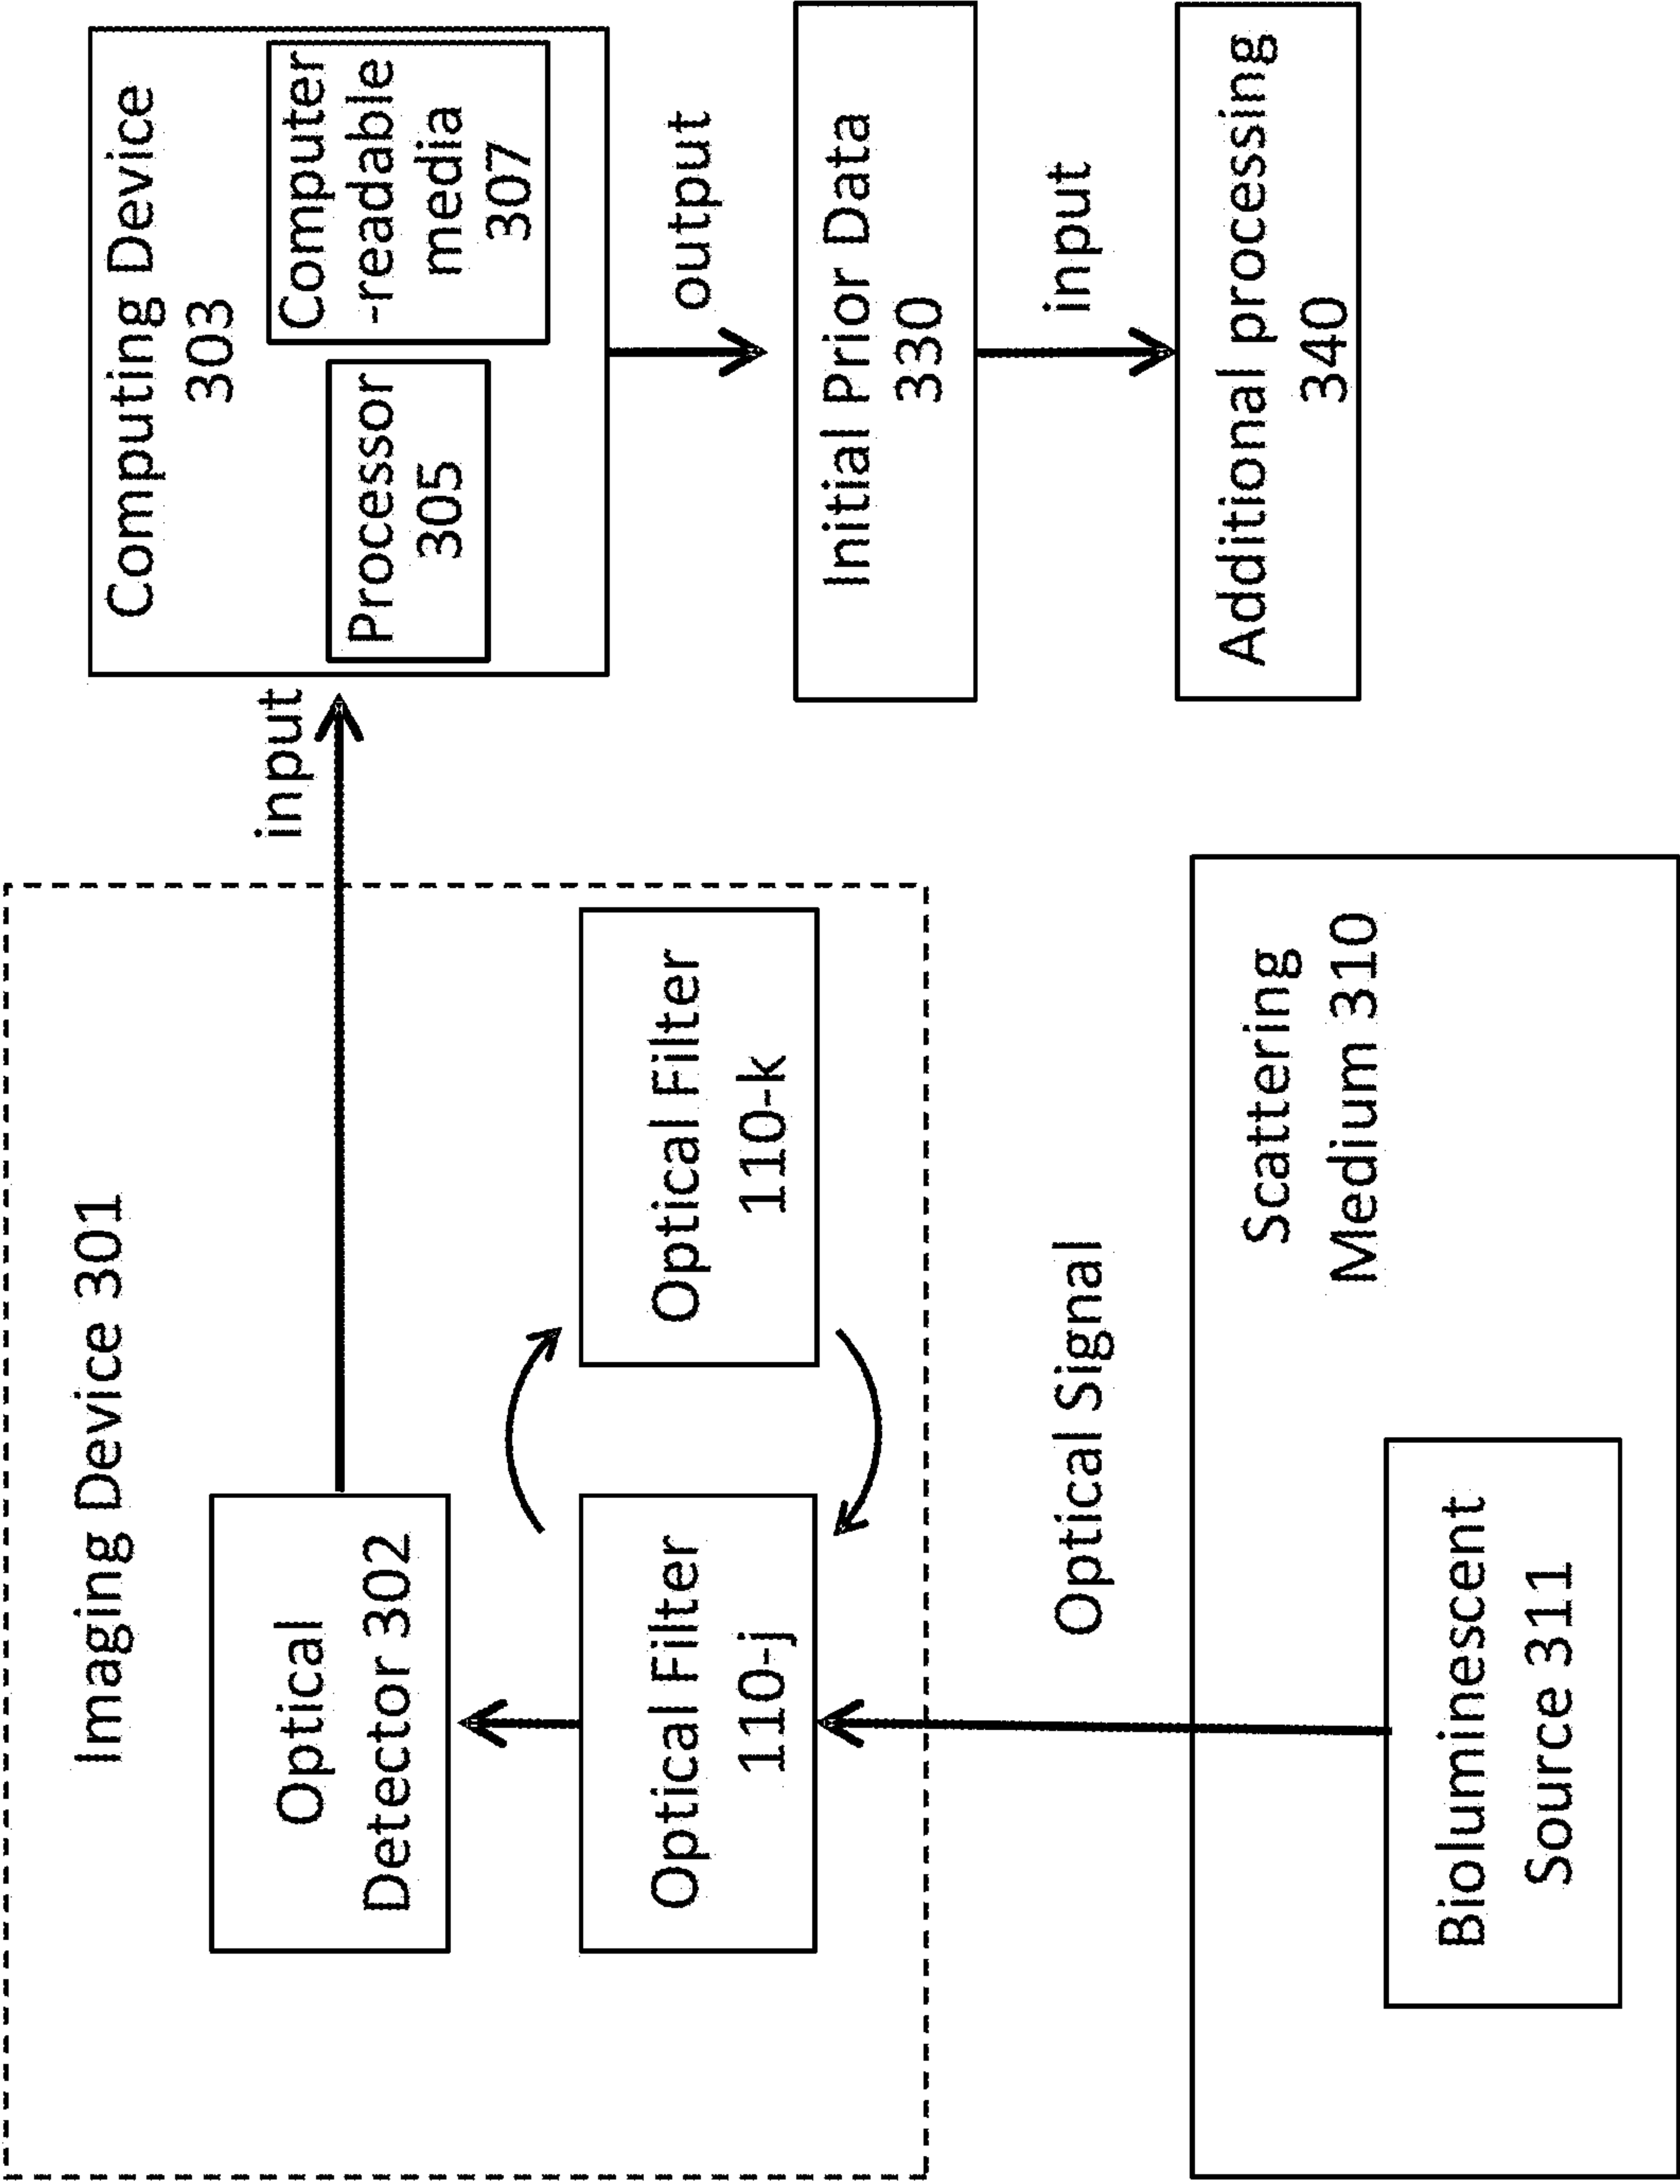 Imaging Device 301
Optical
Detector 302
Optical Filter
110-j
Optical Filter
110-k
Optical Signal
Scattering
Medium 310
Bioluminescent
Source 311
input
Computing Device
303
Processor
305
Computer
-readable
media
307
output
Initial Prior Data
330
input
Additional processing
340